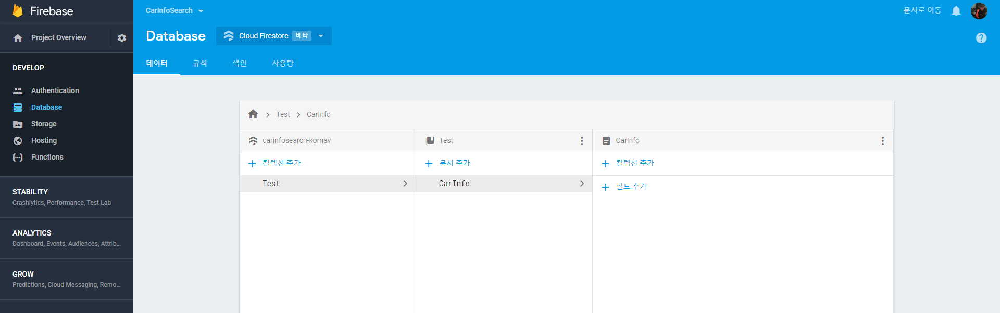 Firebase
Project Overview
DEVELOP
Authentication
Database
Storage
Hosting
Functions
STABILITY
Crashlytics, Performance, Test Lab
ANALYTICS
Dashboard, Events, Audiences, Attrib...
GROW
Predictions, Cloud Messaging, Remo...
CarInfoSearch
문서로 이동
Database
Cloud Firestore 베타
데이터 규칙 색인 사용량
Test CarInfo
carinfosearch-kornav
컬렉션 추가
Test
Test
문서 추가
CarInfo
CarInfo
컬렉션 추가
필드 추가